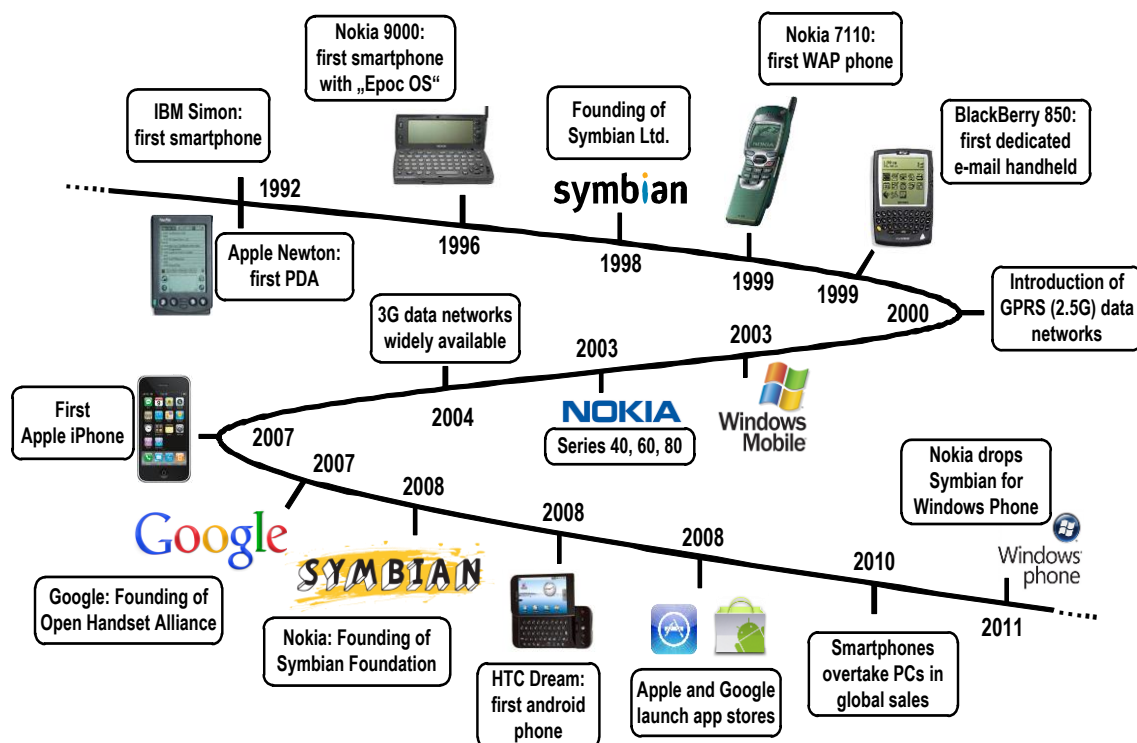 IBM Simon:
first smartphone
1992
Apple Newton:
first PDA
Nokia 9000:
first smartphone
with „Epoc OS“
1996
Founding of
Symbian Ltd.
symbian
1998
Nokia 7110:
first WAP phone
1999
BlackBerry 850:
first dedicated
e-mail handheld
1999
Introduction of
GPRS (2.5G) data
networks
2000
2003
Windows
Mobile
2003
NOKIA
Series 40, 60, 80
3G data networks
widely available
2004
First
Apple iPhone
2007
2007
Google
Google: Founding of
Open Handset Alliance
2008
SYMBIAN
Nokia: Founding of
Symbian Foundation
2008
HTC Dream:
first android
phone
2008
Apple and Google
launch app stores
2010
Smartphones
overtake PCs in
global sales
Nokia drops
Symbian for
Windows Phone
Windows
phone
2011